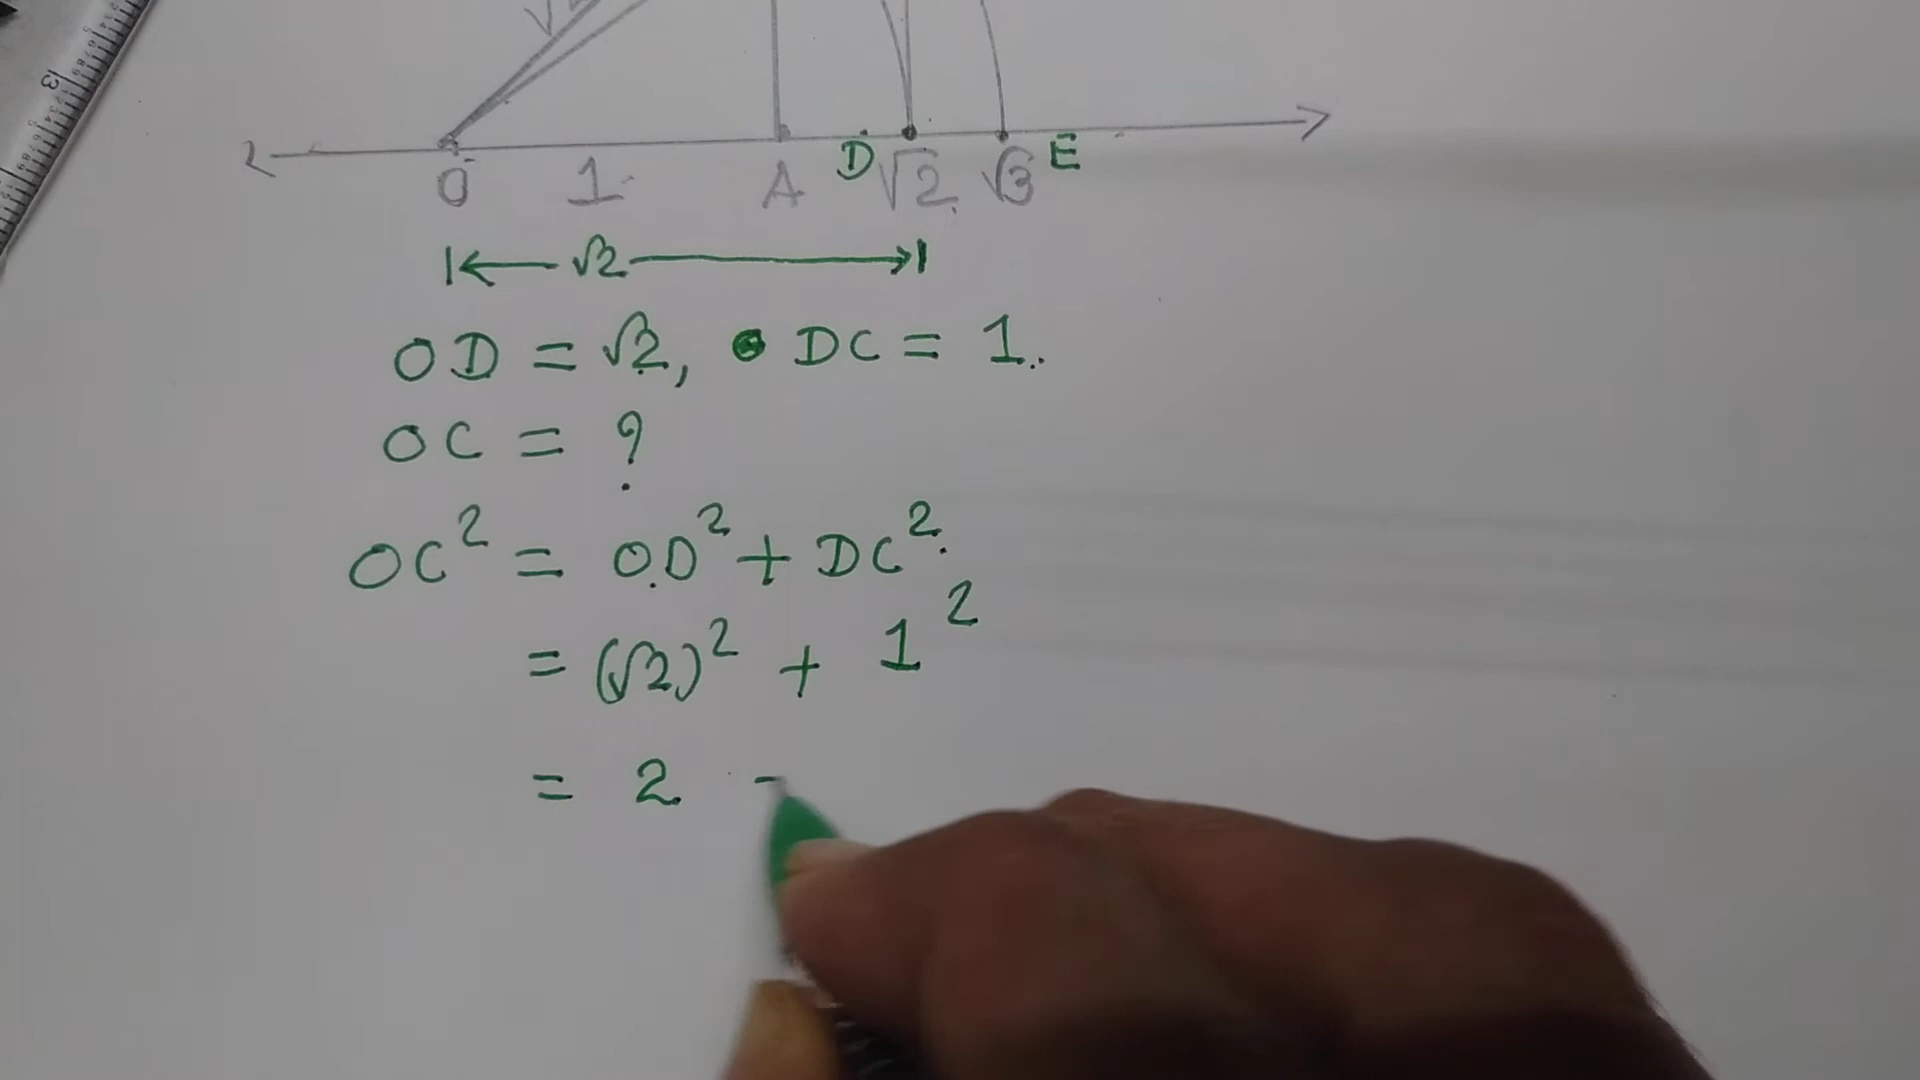 O 1 A D √2 √3 E
√2
OD = √2, DC = 1.
OC = ?
OC² = OD² + DC²
= (√2)² + 1²
= 2